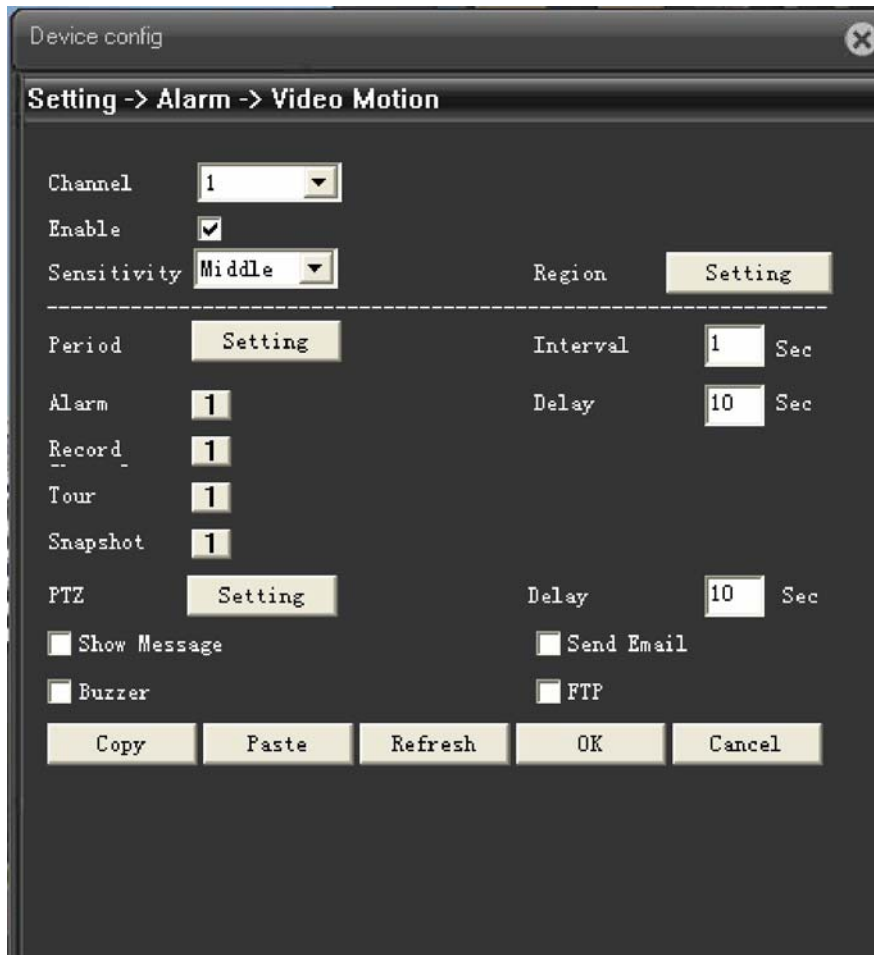 Device config
Setting -> Alarm -> Video Motion
Channel 1
Enable
Sensitivity Middle Region Setting
Period Setting Interval 1 Sec
Alarm 1 Delay 10 Sec
Record 1
Tour 1
Snapshot 1
PTZ Setting Delay 10 Sec
Show Message Send Email
Buzzer FTP
Copy Paste Refresh OK Cancel